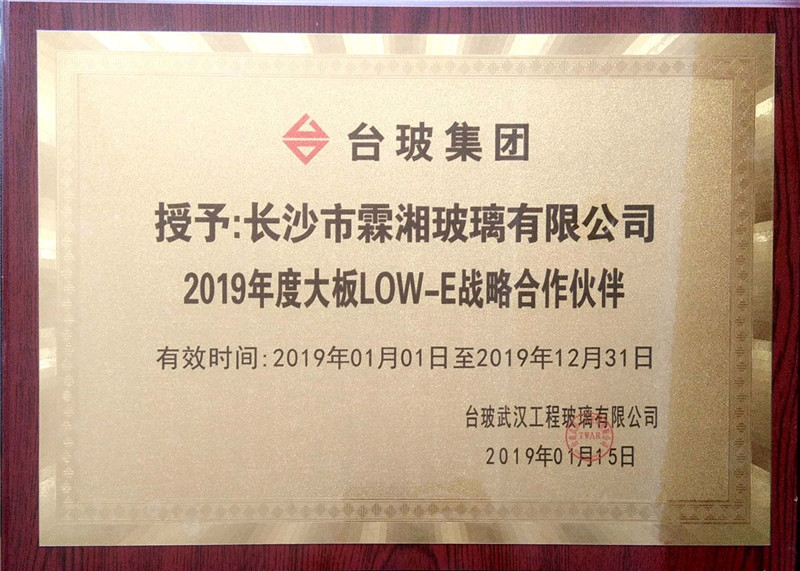 台玻集团
授予:长沙市霖湘玻璃有限公司
2019年度大板LOW-E战略合作伙伴
有效时间:2019年01月01日至2019年12月31日
台玻武汉工程玻璃有限公司
TWAR
2019年01月15日